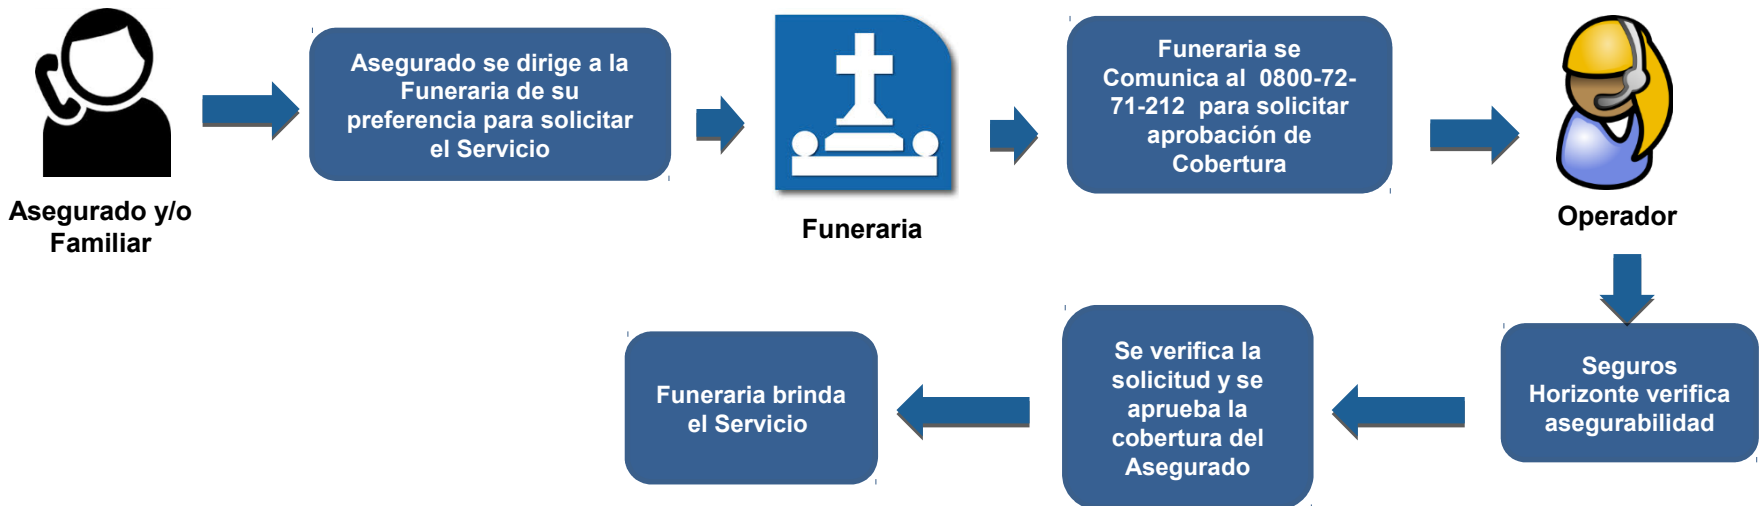 Asegurado y/o
Familiar
Asegurado se dirige a la
Funeraria de su
preferencia para solicitar
el Servicio
Funeraria
Funeraria se
Comunica al 0800-72-
71-212 para solicitar
aprobación de
Cobertura
Operador
Seguros
Horizonte verifica
asegurabilidad
Se verifica la
solicitud y se
aprueba la
cobertura del
Asegurado
Funeraria brinda
el Servicio